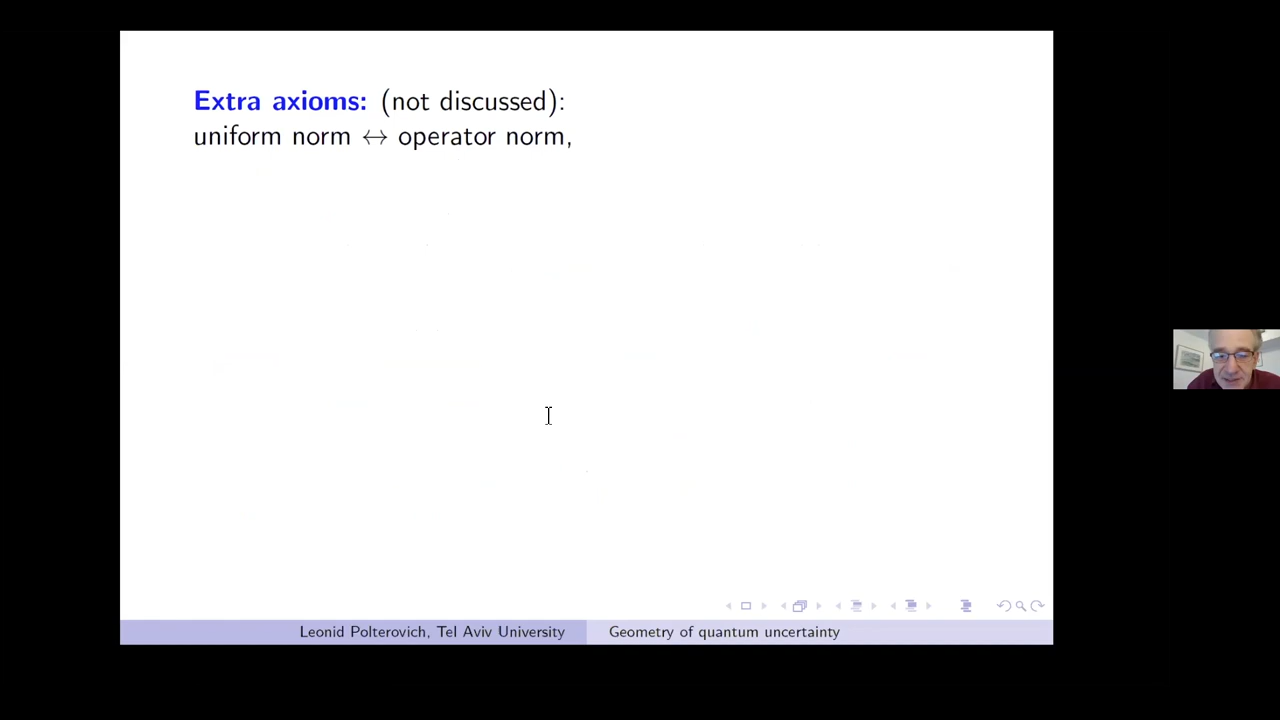 Extra axioms: (not discussed):
uniform norm ↔ operator norm,
Leonid Polterovich, Tel Aviv University
Geometry of quantum uncertainty